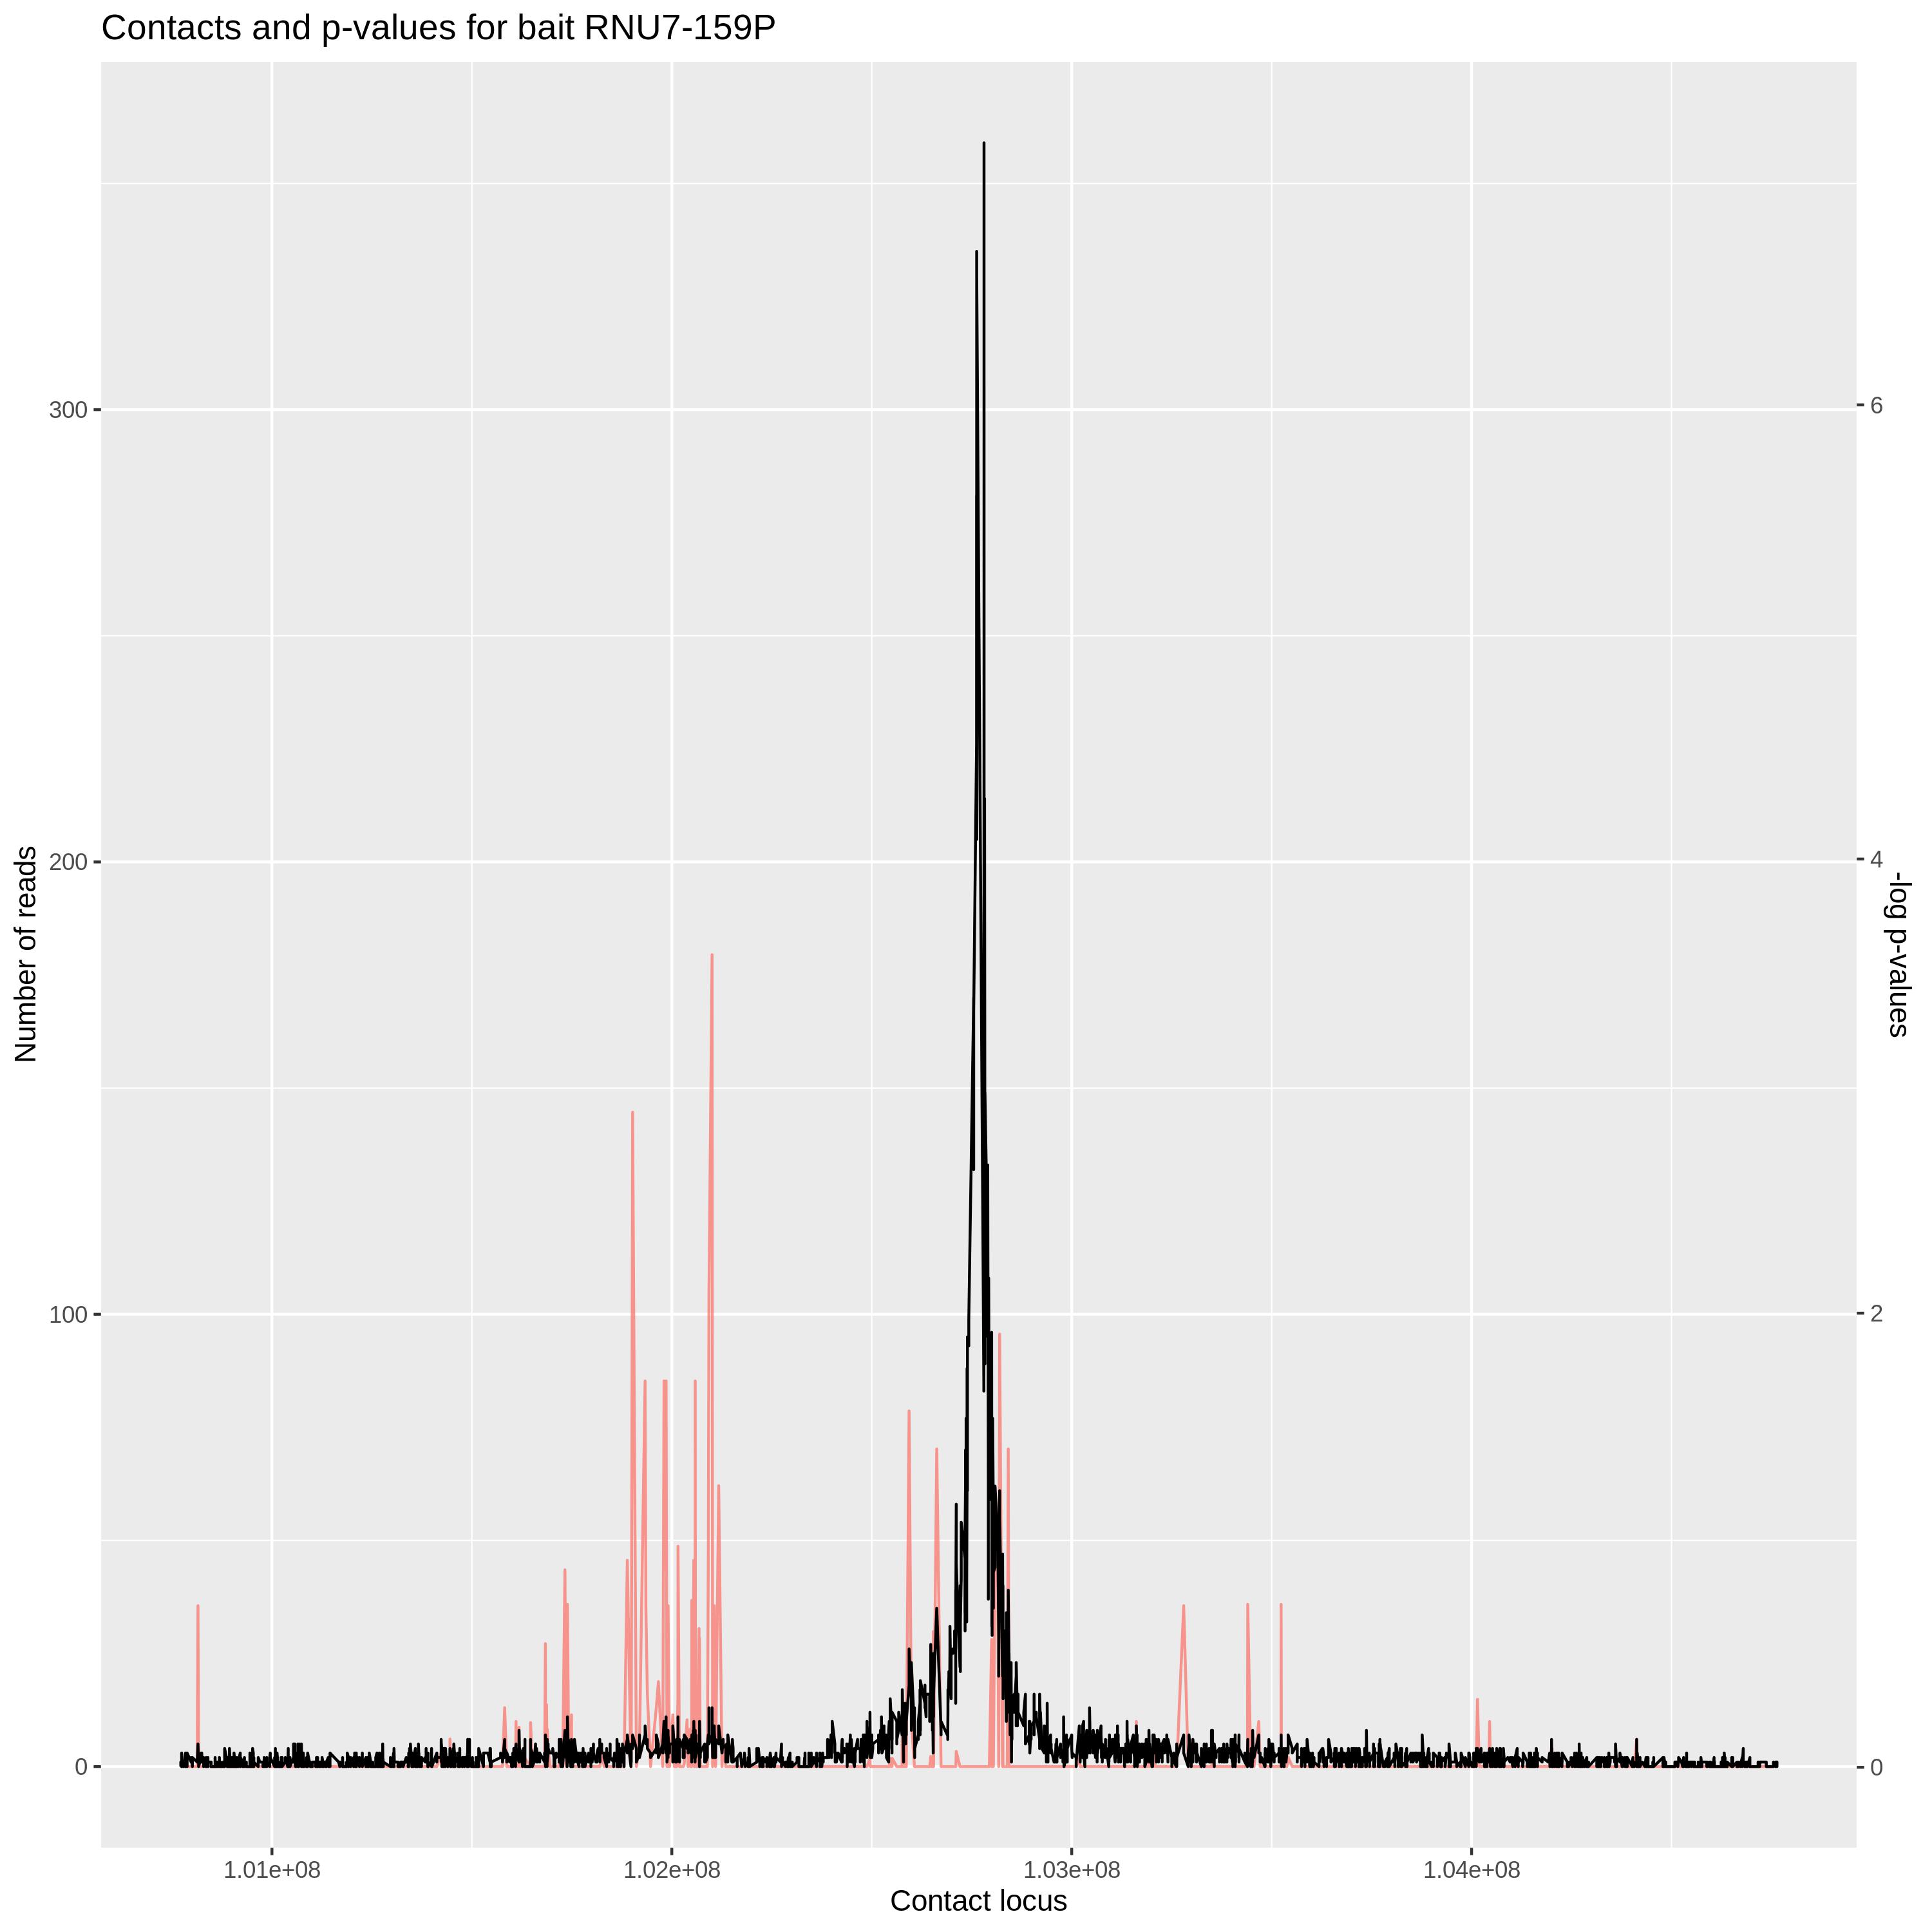 Contacts and p-values for bait RNU7-159P
Number of reads
300
200
100
0
6
4
2
0
-log p-values
1.01e+08
1.02e+08
1.03e+08
1.04e+08
Contact locus